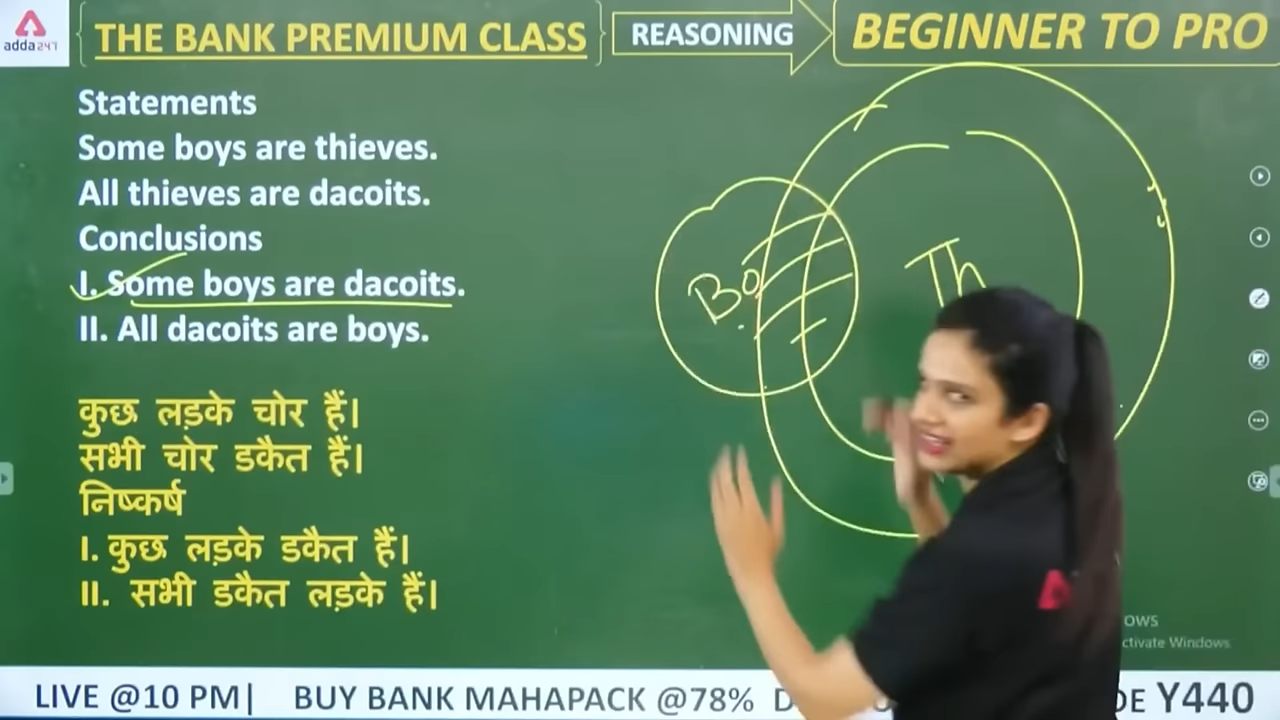 adda247
THE BANK PREMIUM CLASS
REASONING
BEGINNER TO PRO
Statements
Some boys are thieves.
All thieves are dacoits.
Conclusions
I. Some boys are dacoits.
II. All dacoits are boys.
कुछ लड़के चोर हैं।
सभी चोर डकैत हैं।
निष्कर्ष
I. कुछ लड़के डकैत हैं।
II. सभी डकैत लड़के हैं।
Bo
Th
ctivate Windows
LIVE @10 PM| BUY BANK MAHAPACK @78% Y440